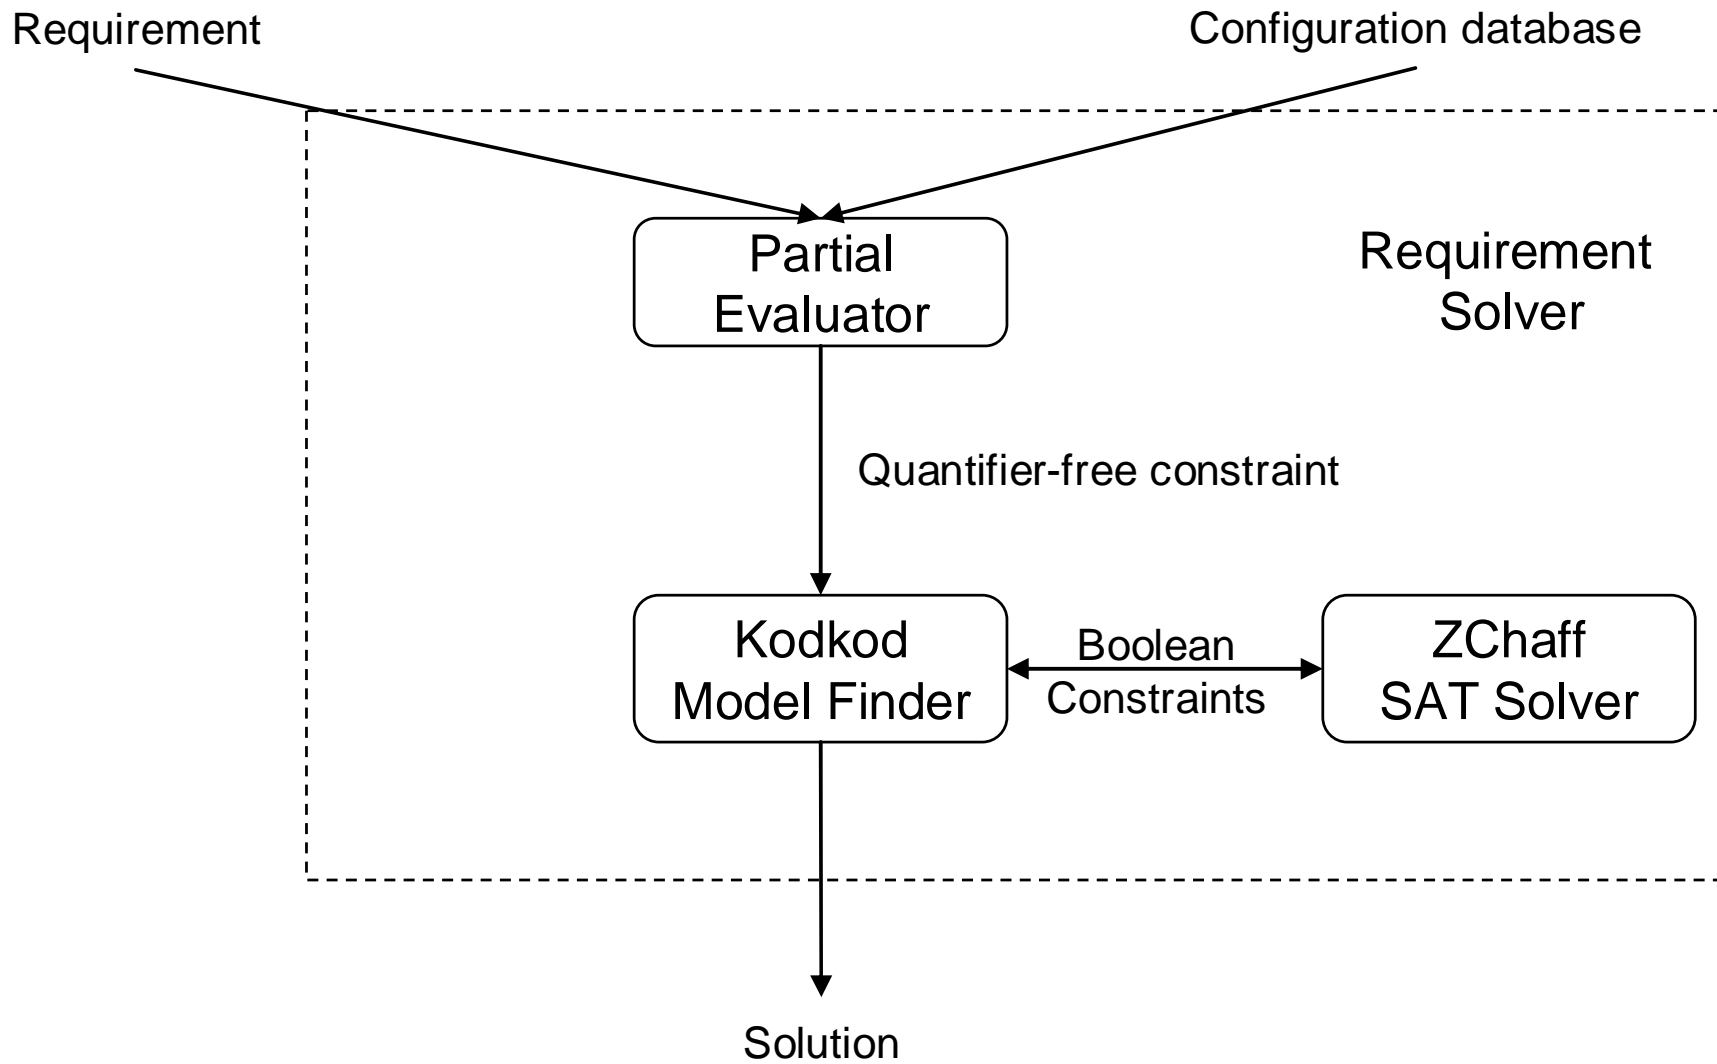 Requirement
Configuration database
Partial
Evaluator
Requirement
Solver
Quantifier-free constraint
Kodkod
Model Finder
Boolean
Constraints
ZChaff
SAT Solver
Solution